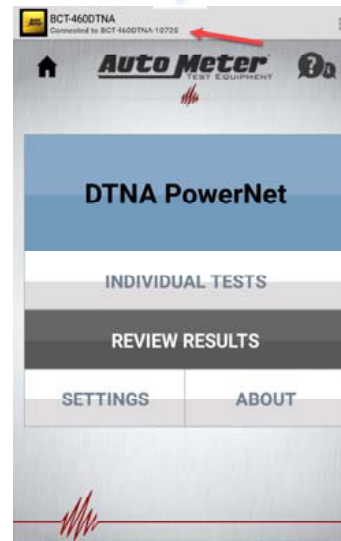 BCT-460DTNA
Connected to BCT-460DTNA-10725
Auto Meter
TEST EQUIPMENT
DTNA PowerNet
INDIVIDUAL TESTS
REVIEW RESULTS
SETTINGS
ABOUT